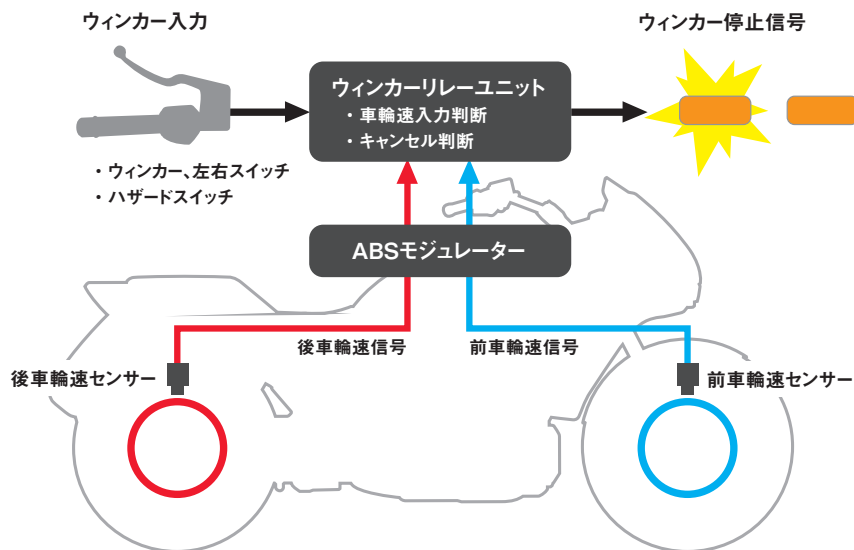 ウィンカー入力
ウィンカー停止信号
ウィンカーリレーユニット
・車輪速入力判断
・キャンセル判断
・ウィンカー、左右スイッチ
・ハザードスイッチ
ABSモジュレーター
後車輪速信号
前車輪速信号
後車輪速センサー
前車輪速センサー